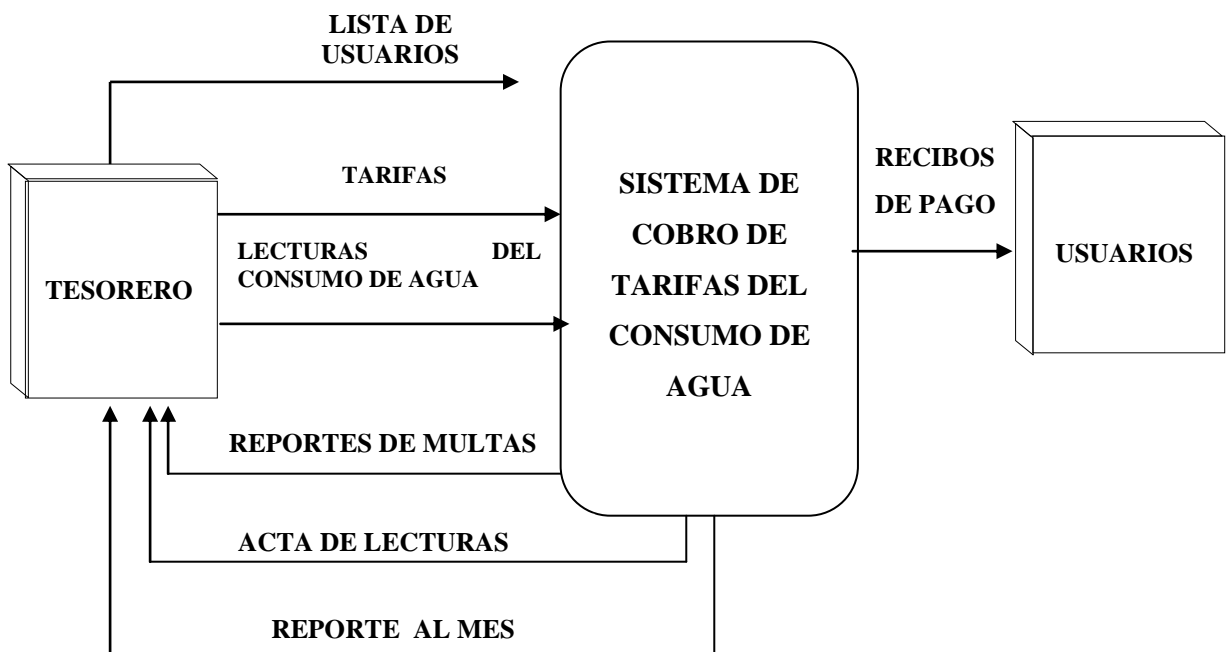 LISTA DE
USUARIOS
TARIFAS
LECTURAS DEL
CONSUMO DE AGUA
TESORERO
SISTEMA DE
COBRO DE
TARIFAS DEL
CONSUMO DE
AGUA
RECIBOS
DE PAGO
USUARIOS
REPORTES DE MULTAS
ACTA DE LECTURAS
REPORTE AL MES